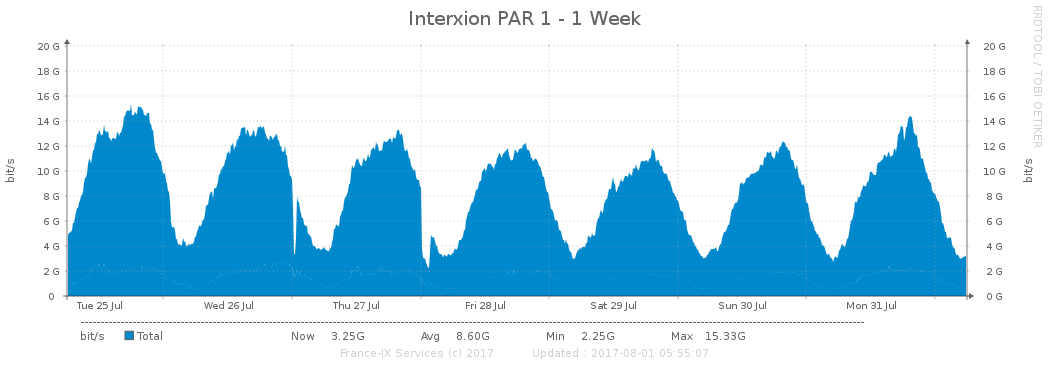 Interxion PAR 1 - 1 Week
RRDTOOL / TOBI OETIKER
20 G 20 G
18 G 18 G
16 G 16 G
14 G 14 G
12 G 12 G
10 G 10 G
8 G 8 G
6 G 6 G
4 G 4 G
2 G 2 G
0 0 G
bit/s
bit/s
Tue 25 Jul Wed 26 Jul Thu 27 Jul Fri 28 Jul Sat 29 Jul Sun 30 Jul Mon 31 Jul
bit/s Total Now 3.25G Avg 8.60G Min 2.25G Max 15.33G
France-IX Services (c) 2017 Updated : 2017-08-01 05:55:07